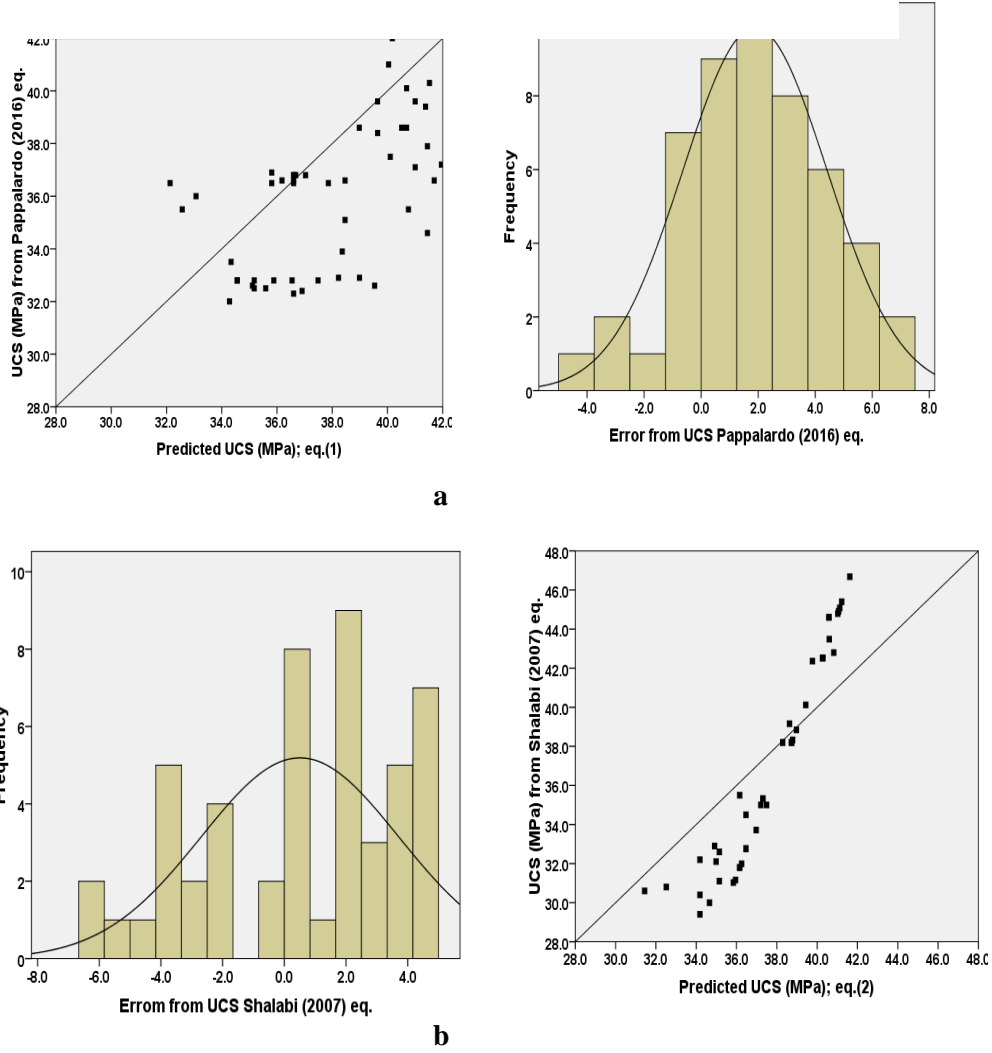 42.0
40.0
38.0
36.0
34.0
32.0
30.0
28.0
UCS (MPa) from Pappalardo (2016) eq.
28.0 30.0 32.0 34.0 36.0 38.0 40.0 42.0
Predicted UCS (MPa); eq.(1)
8
6
4
2
0
Frequency
-4.0 -2.0 0.0 2.0 4.0 6.0 8.0
Error from UCS Pappalardo (2016) eq.
a
10
8
6
4
2
0
Frequency
-8.0 -6.0 -4.0 -2.0 0.0 2.0 4.0
Errom from UCS Shalabi (2007) eq.
48.0
46.0
44.0
42.0
40.0
38.0
36.0
34.0
32.0
30.0
28.0
UCS (MPa) from Shalabi (2007) eq.
28.0 30.0 32.0 34.0 36.0 38.0 40.0 42.0 44.0 46.0 48.0
Predicted UCS (MPa); eq.(2)
b